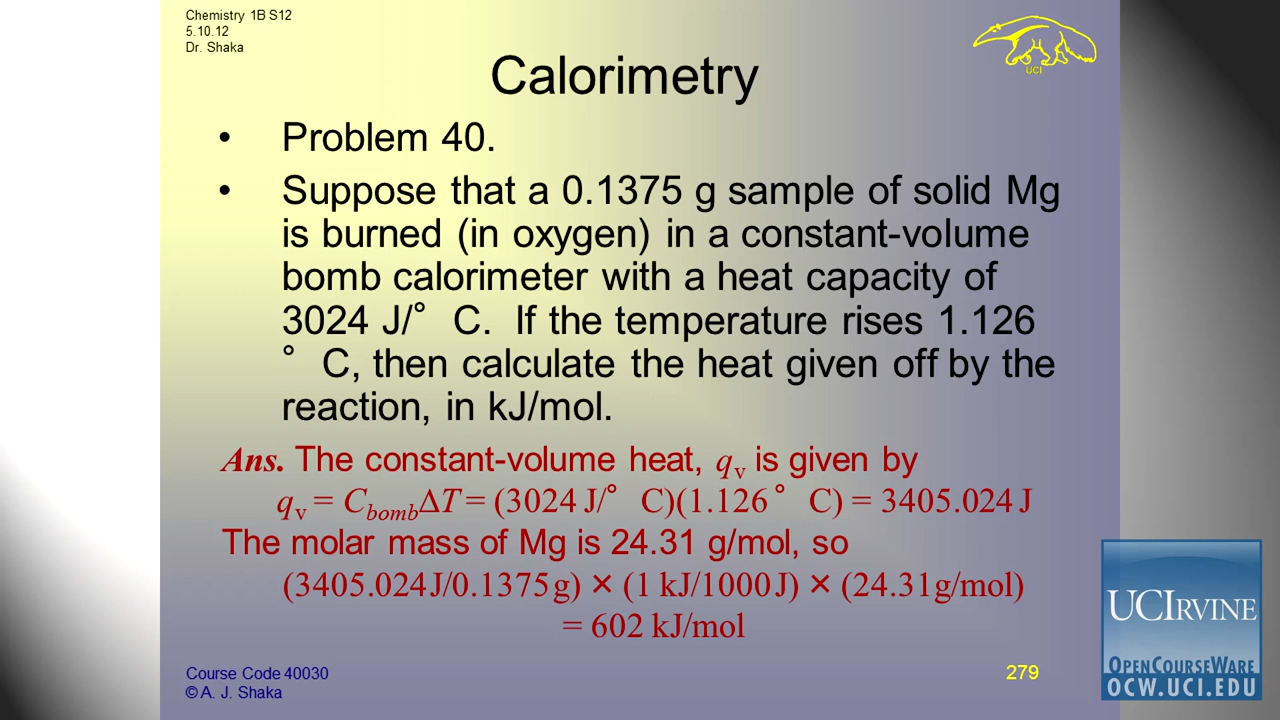 Chemistry 1B S12
5.10.12
Dr. Shaka
UCI
Calorimetry
• Problem 40.
• Suppose that a 0.1375 g sample of solid Mg
is burned (in oxygen) in a constant-volume
bomb calorimeter with a heat capacity of
3024 J/° C. If the temperature rises 1.126
° C, then calculate the heat given off by the
reaction, in kJ/mol.
Ans. The constant-volume heat, qv is given by
qv = CbombΔT = (3024 J/° C)(1.126 ° C) = 3405.024 J
The molar mass of Mg is 24.31 g/mol, so
(3405.024 J/0.1375 g) × (1 kJ/1000 J) × (24.31 g/mol)
= 602 kJ/mol
Course Code 40030
© A. J. Shaka
279
UCIRVINE
OPENCOURSEWARE
OCW.UCI.EDU